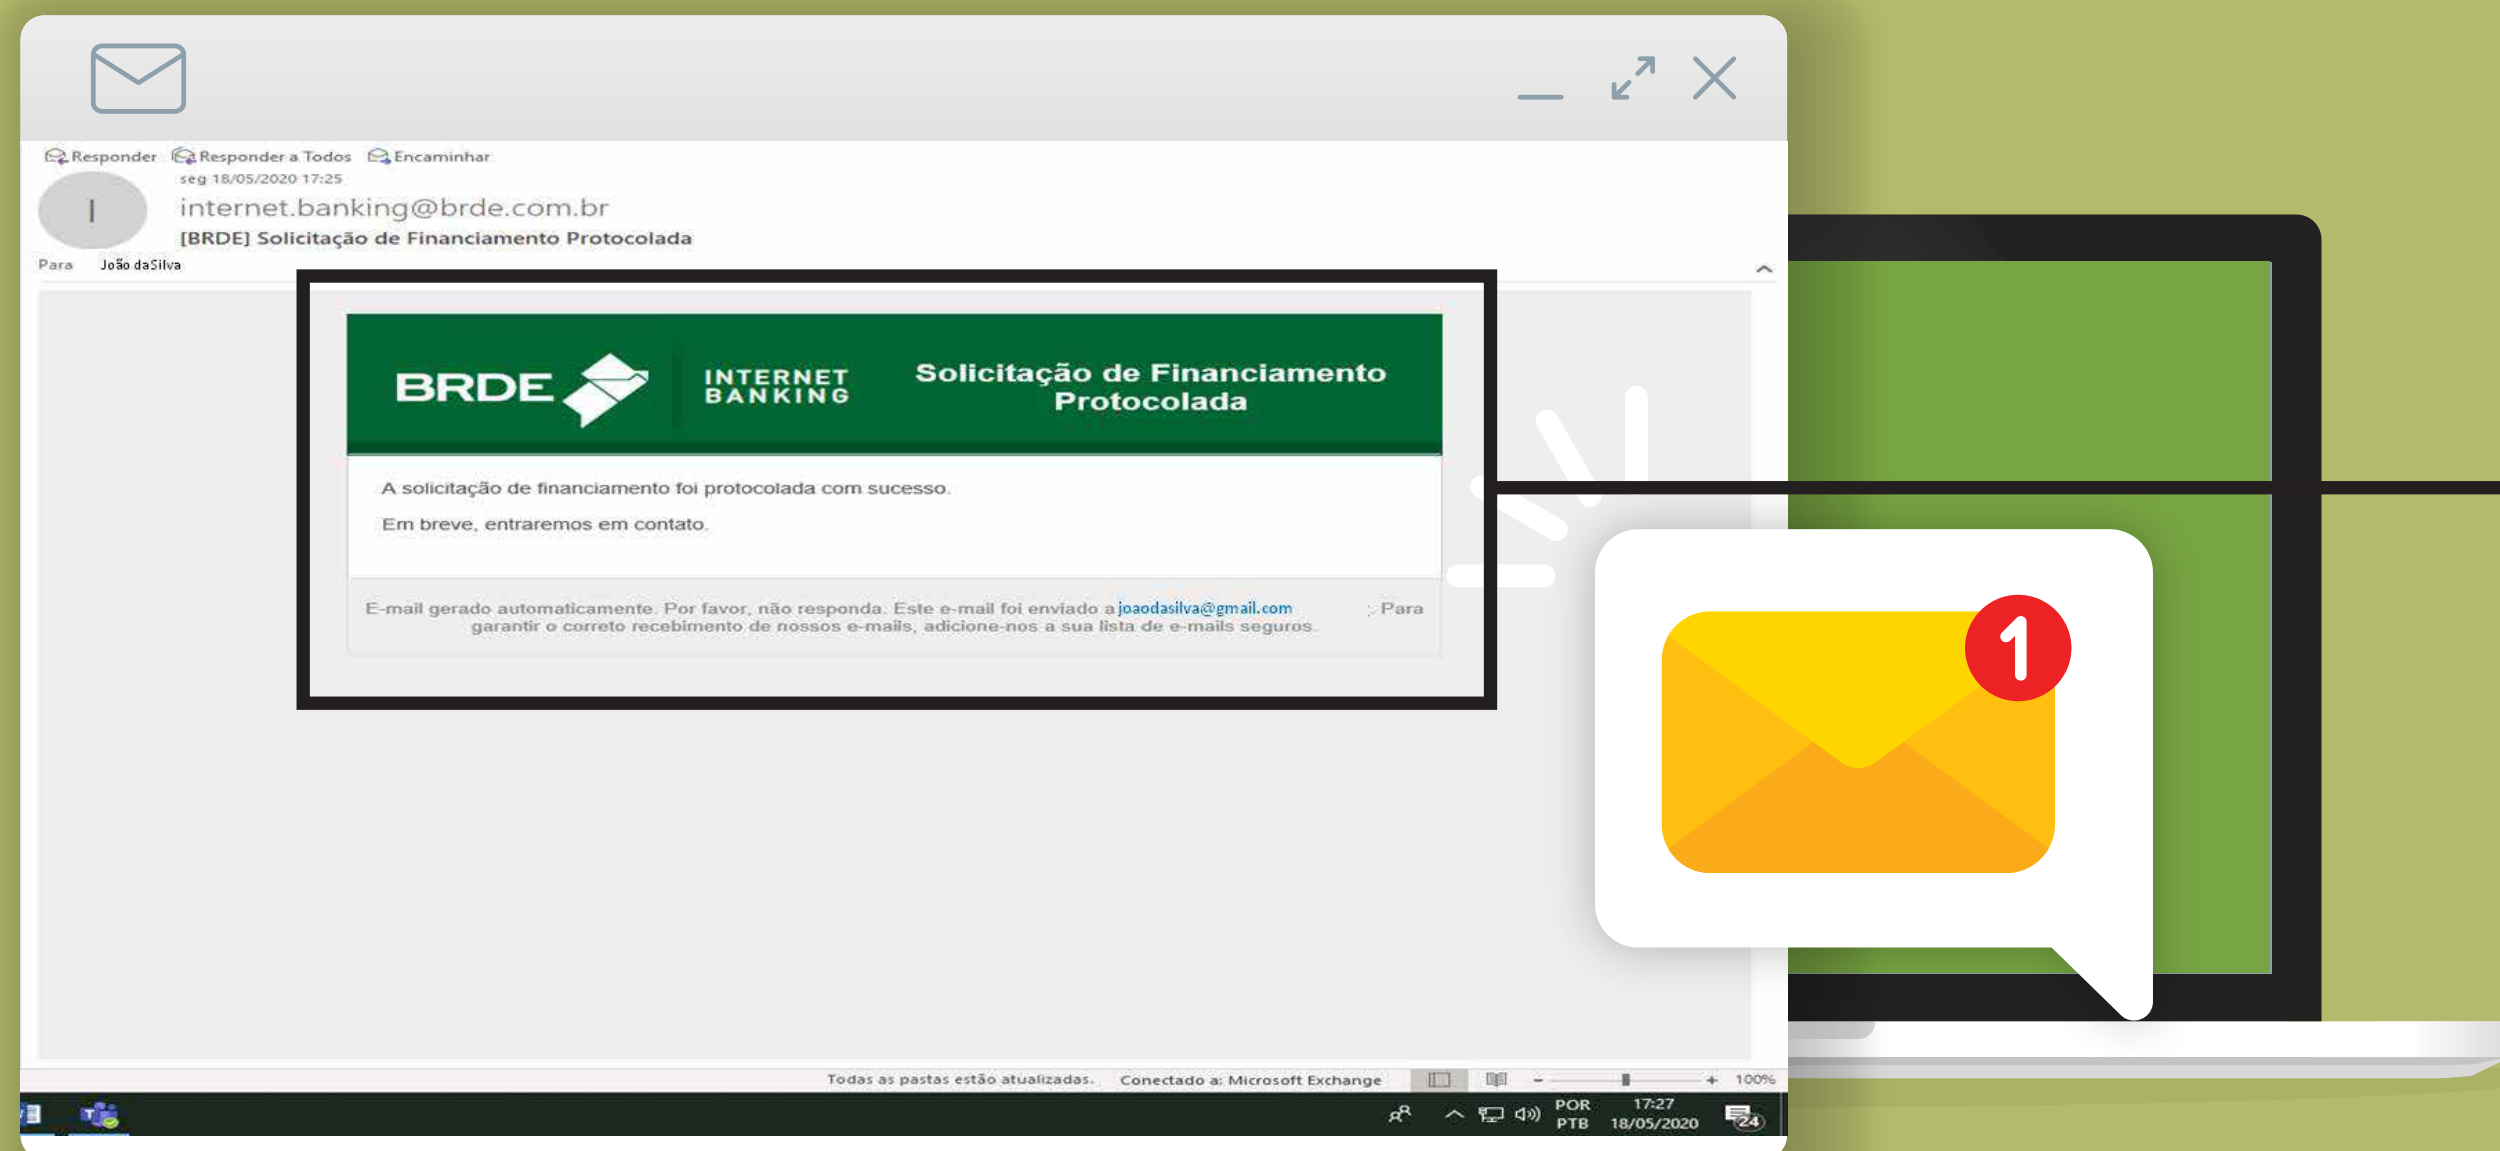 Responder Responder a Todos Encaminhar
seg 18/05/2020 17:25
I
internet.banking@brde.com.br
[BRDE] Solicitação de Financiamento Protocolada
Para João daSilva
BRDE INTERNET BANKING
Solicitação de Financiamento
Protocolada
A solicitação de financiamento foi protocolada com sucesso.
Em breve, entraremos em contato.
E-mail gerado automaticamente. Por favor, não responda. Este e-mail foi enviado a joaodasilva@gmail.com ; Para
garantir o correto recebimento de nossos e-mails, adicione-nos a sua lista de e-mails seguros.
1
Todas as pastas estão atualizadas. Conectado a: Microsoft Exchange - + 100%
POR 17:27
PTB 18/05/2020 24